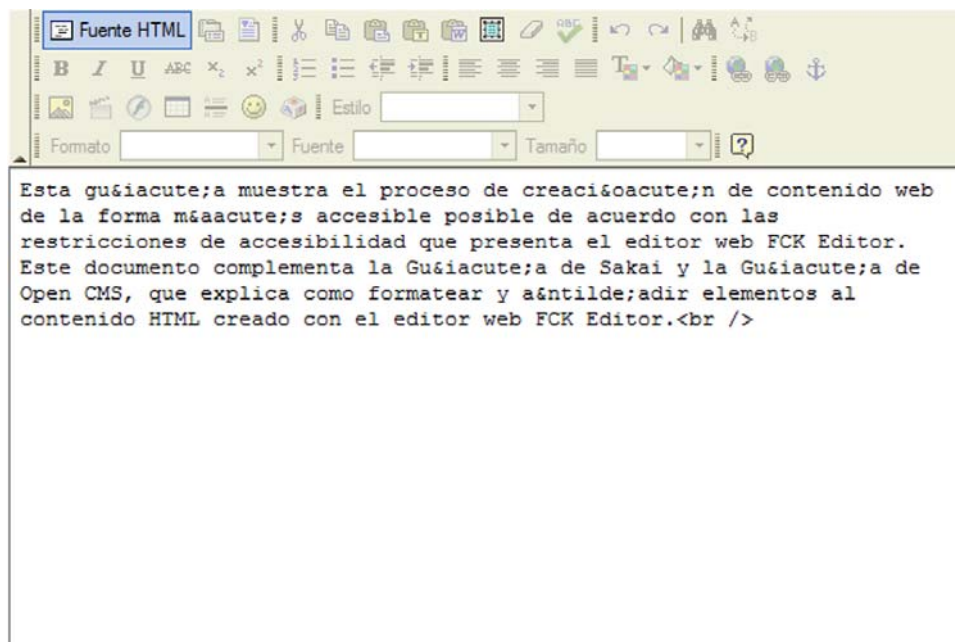 Fuente HTML
B I U ABC x₂ x²
Estilo
Formato Fuente Tamaño
Esta gu&iacute;a muestra el proceso de creaci&oacute;n de contenido web
de la forma m&aacute;s accesible posible de acuerdo con las
restricciones de accesibilidad que presenta el editor web FCK Editor.
Este documento complementa la Gu&iacute;a de Sakai y la Gu&iacute;a de
Open CMS, que explica como formatear y a&ntilde;adir elementos al
contenido HTML creado con el editor web FCK Editor.<br />